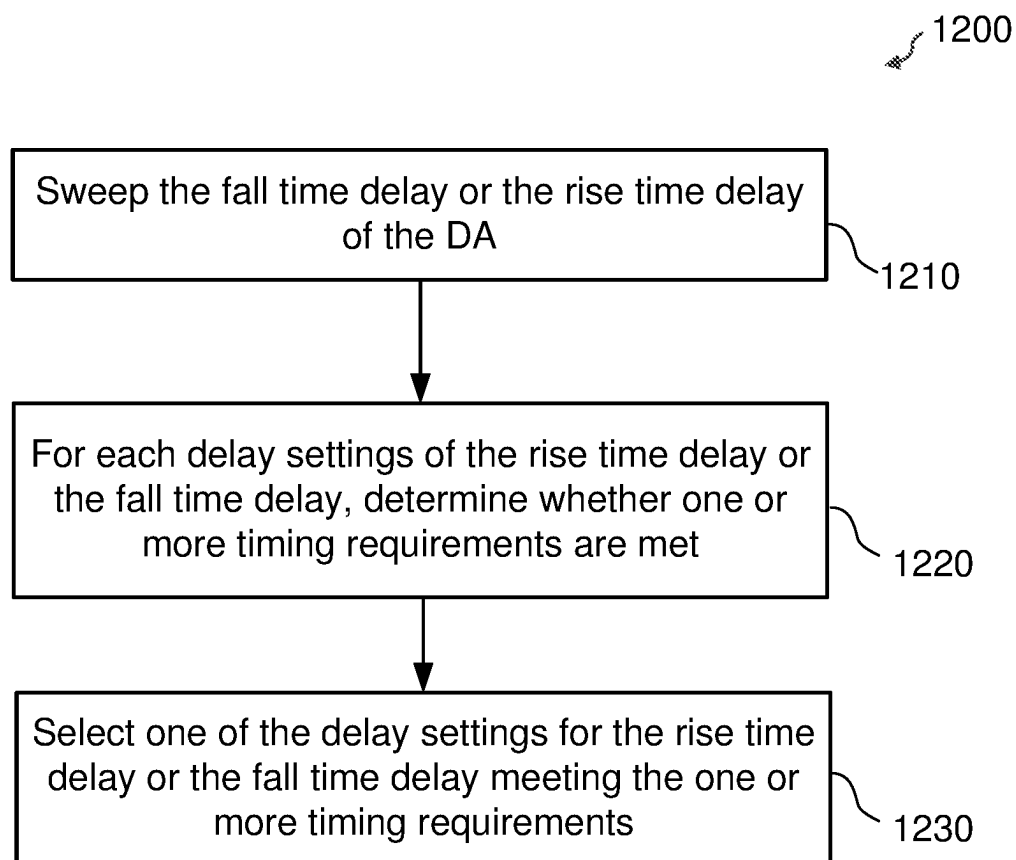 1200
Sweep the fall time delay or the rise time delay
of the DA
1210
For each delay settings of the rise time delay or
the fall time delay, determine whether one or
more timing requirements are met
1220
Select one of the delay settings for the rise time
delay or the fall time delay meeting the one or
more timing requirements
1230